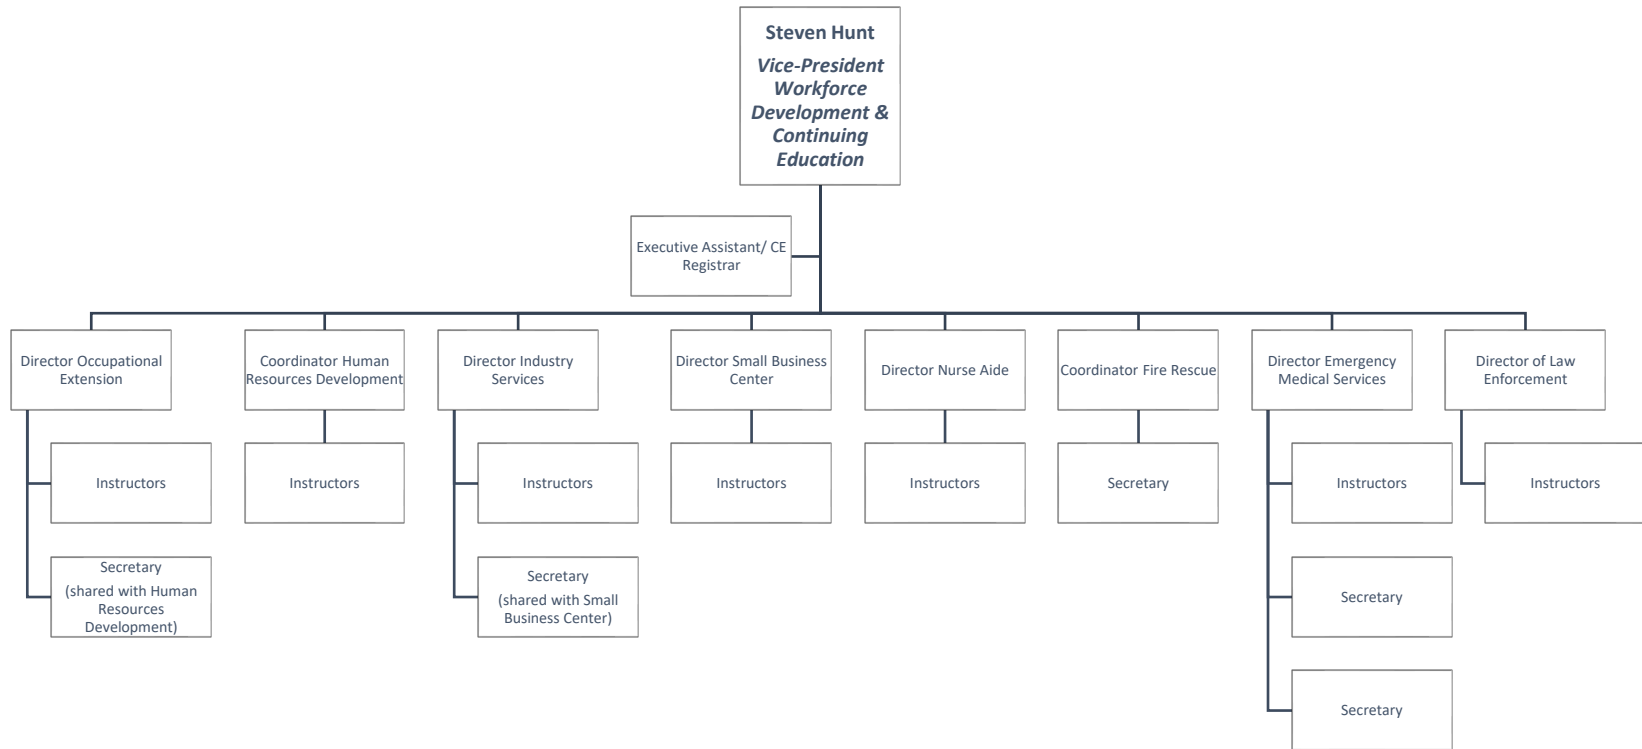 Steven Hunt
Vice-President
Workforce
Development &
Continuing
Education
Executive Assistant/ CE
Registrar
Director Occupational
Extension
Coordinator Human
Resources Development
Director Industry
Services
Director Small Business
Center
Director Nurse Aide
Coordinator Fire Rescue
Director Emergency
Medical Services
Director of Law
Enforcement
Instructors
Instructors
Instructors
Instructors
Instructors
Secretary
Instructors
Instructors
Secretary
(shared with Human
Resources
Development)
Secretary
(shared with Small
Business Center)
Secretary
Secretary